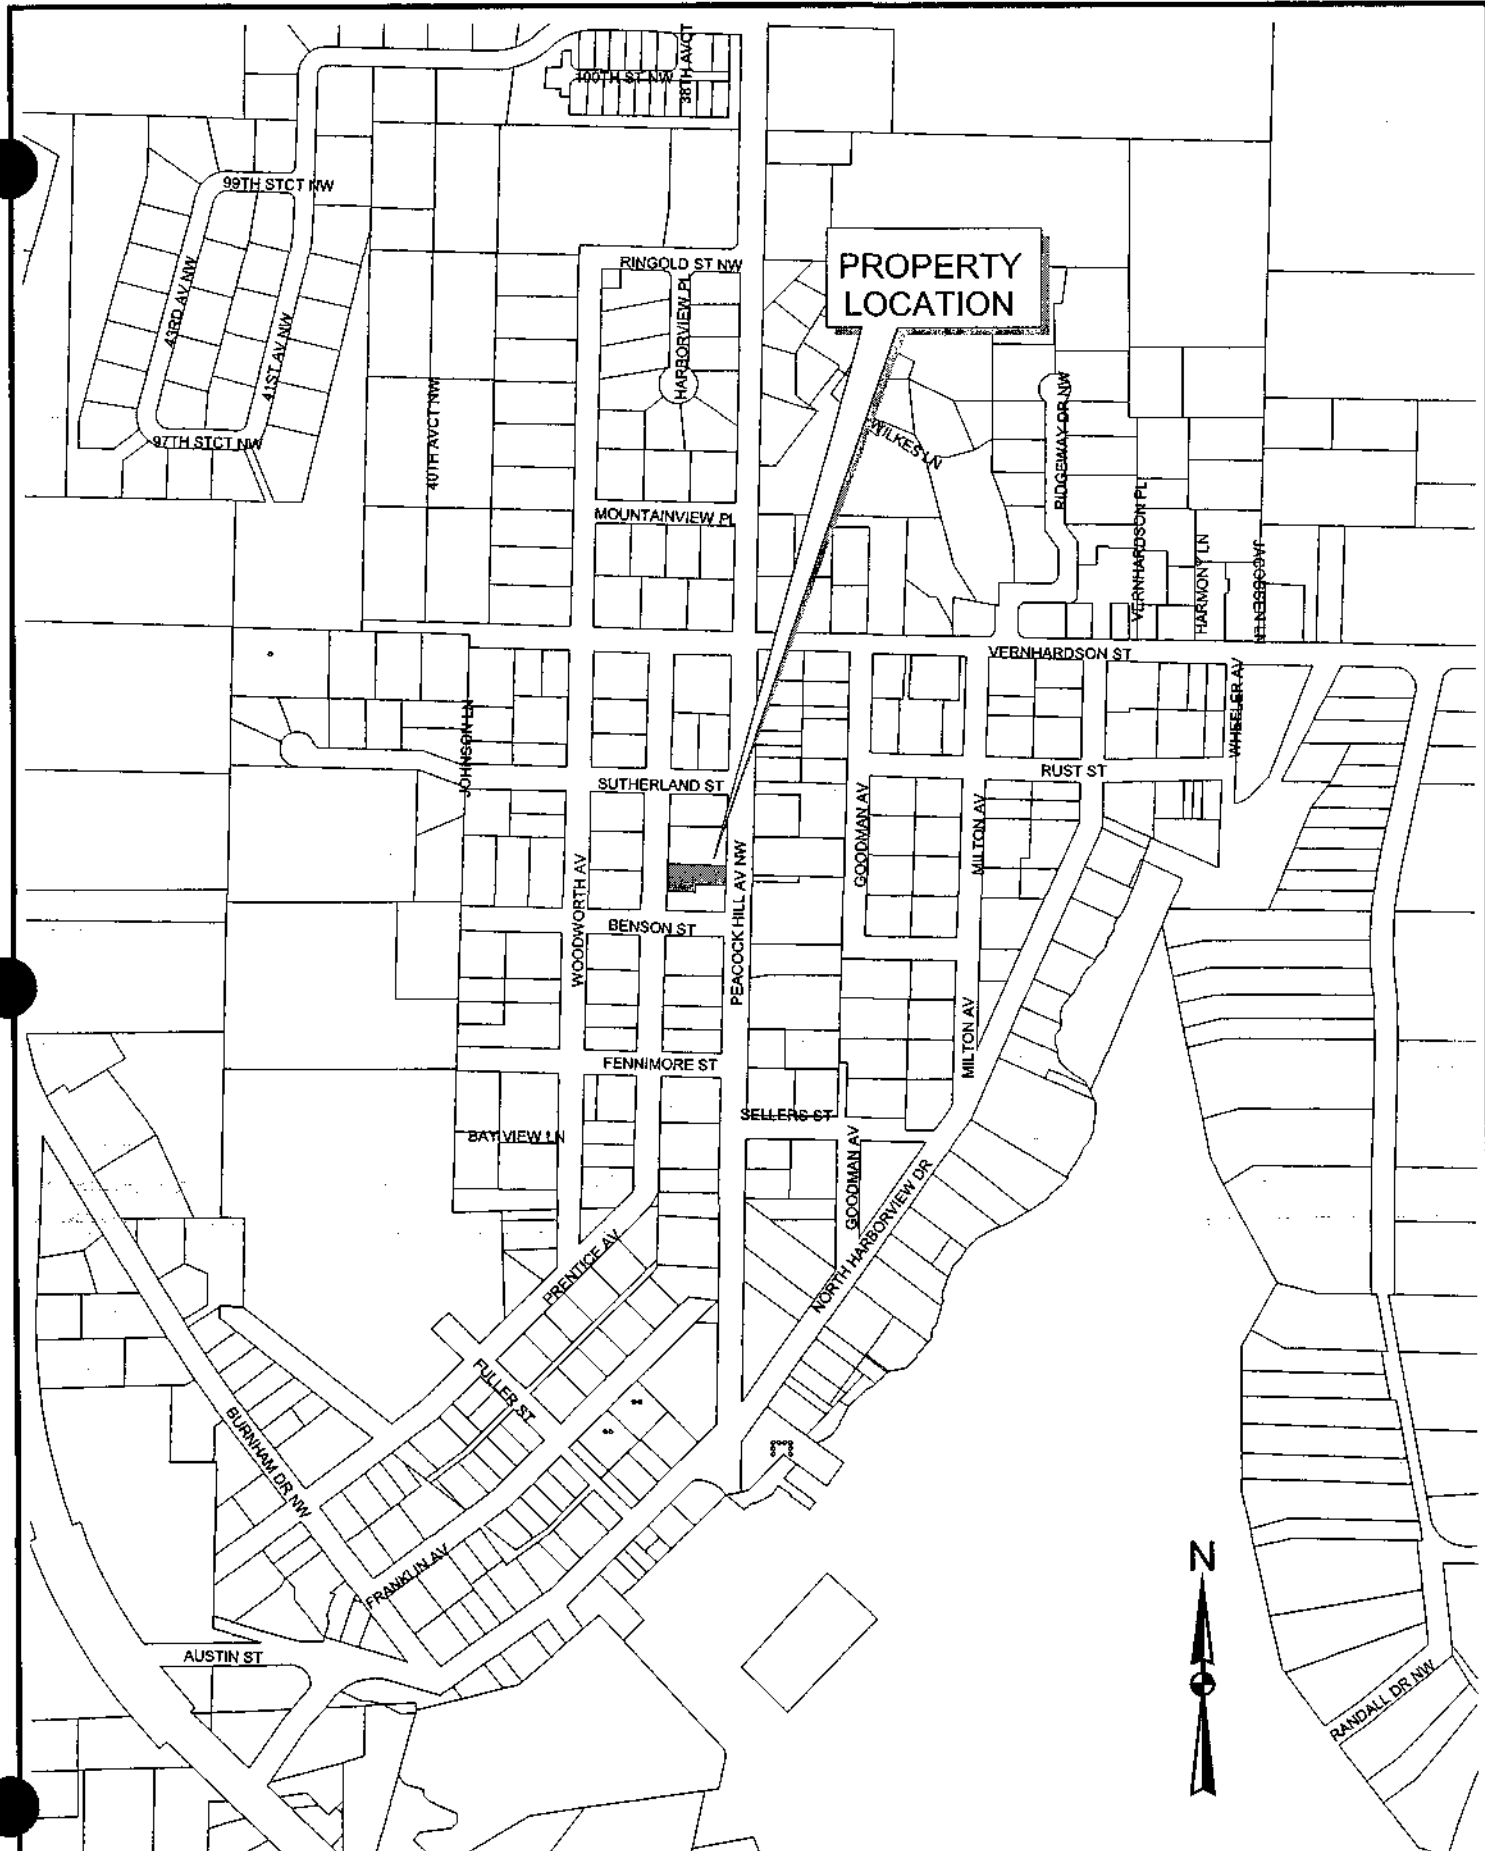 100TH ST NW
38TH AVCT
99TH STCT NW
RINGOLD ST NW
PROPERTY
LOCATION
HARBORVIEW PL
43RD AV NW
41ST AV NW
40TH AVCT NW
97TH STCT NW
WILKES LN
RIDGEWAY DR NW
MOUNTAINVIEW PL
VERNHARDSON PL
HARMONY LN
JACOBSEN LN
VERNHARDSON ST
WHEELER AV
JOHNSON LN
SUTHERLAND ST
RUST ST
GOODMAN AV
MILTON AV
WOODWORTH AV
PEACOCK HILL AV NW
BENSON ST
MILTON AV
FENNIMORE ST
SELLERS ST
BAYVIEW LN
GOODMAN AV
NORTH HARBORVIEW DR
PRENTICE AV
FULLER ST
BURNHAM DR NW
FRANKLIN AV
N
AUSTIN ST
RANDALL DR NW